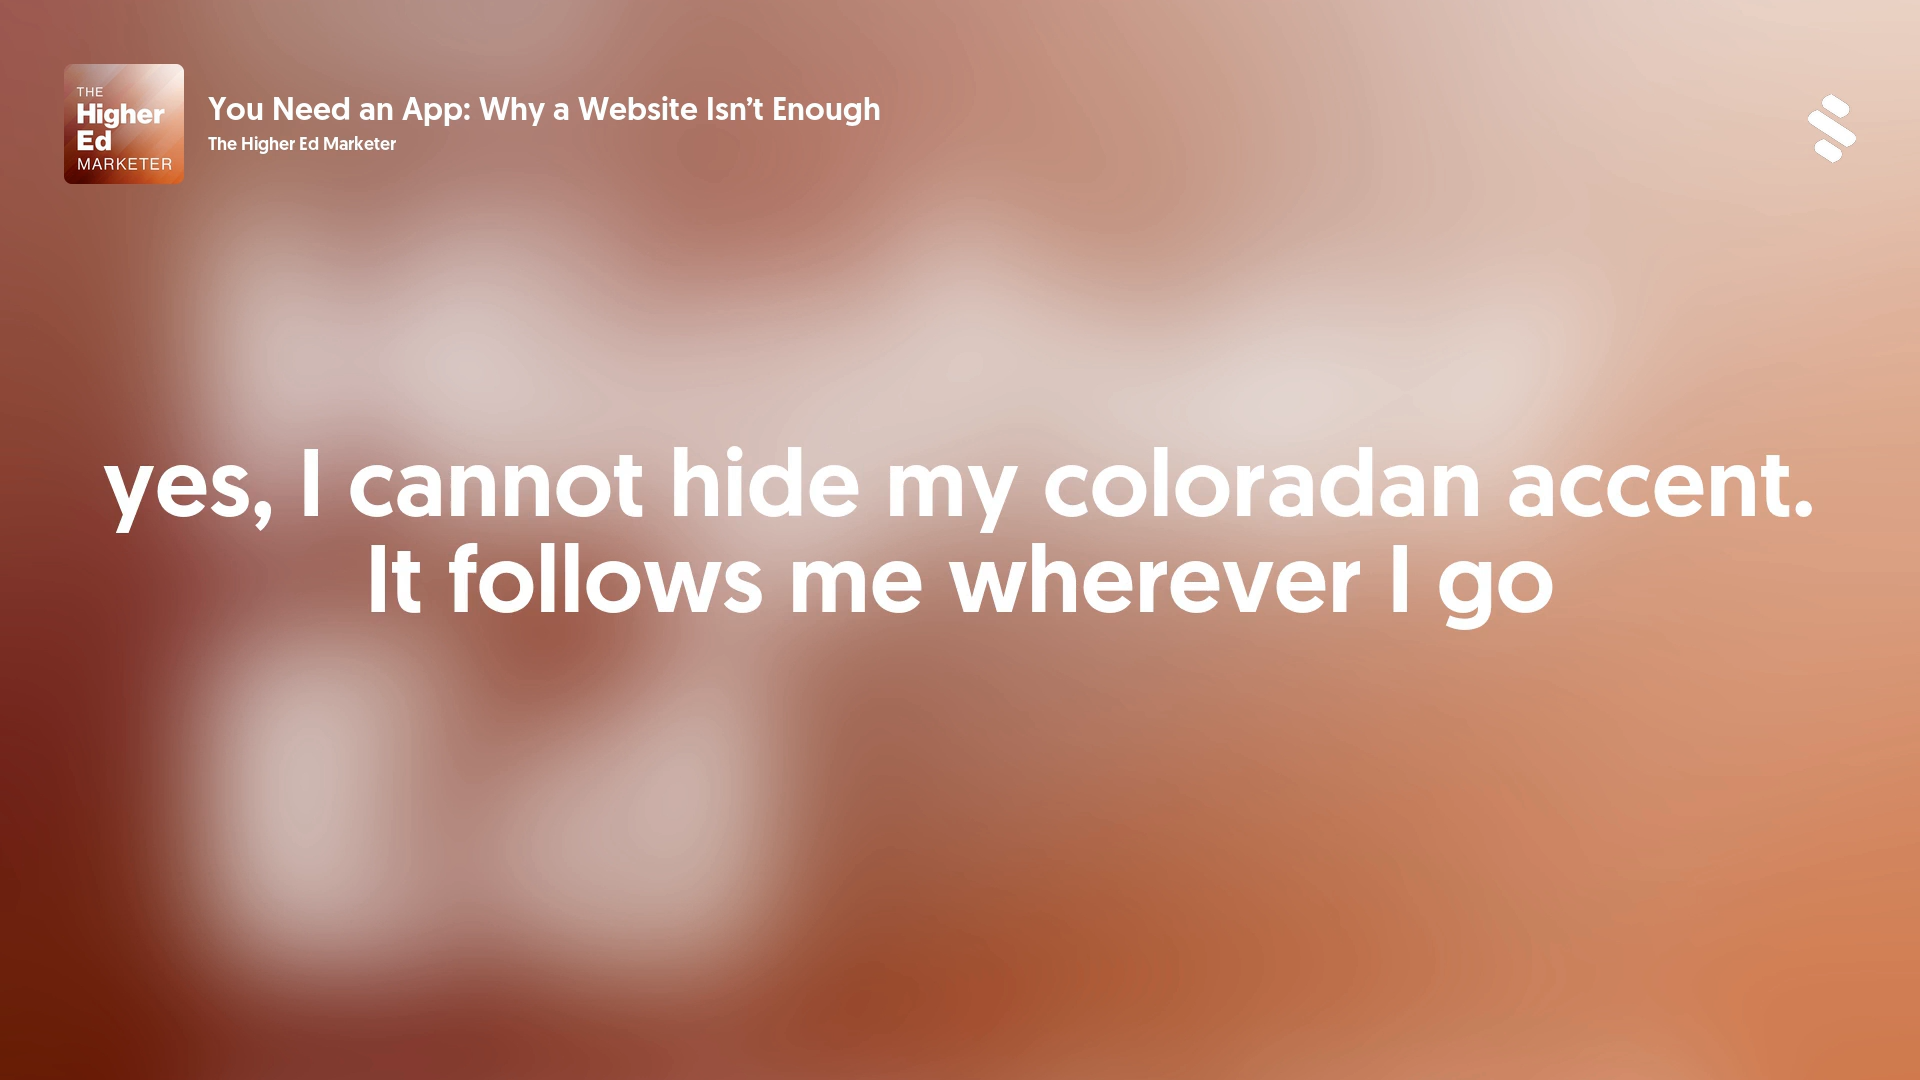 THE
Higher
Ed
MARKETER
You Need an App: Why a Website Isn’t Enough
The Higher Ed Marketer
yes, I cannot hide my coloradan accent.
It follows me wherever I go